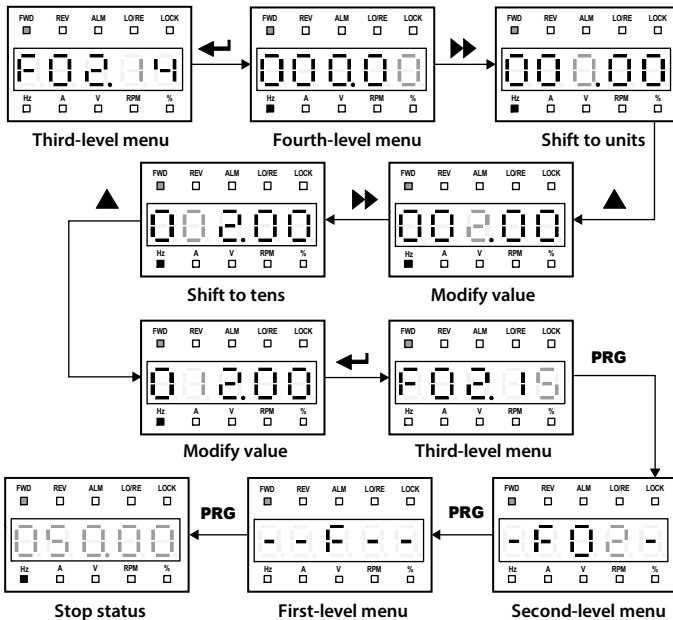 FWD REV ALM LO/RE LOCK
F02.14
Hz A V RPM %
Third-level menu
FWD REV ALM LO/RE LOCK
000.00
Hz A V RPM %
Fourth-level menu
FWD REV ALM LO/RE LOCK
000.00
Hz A V RPM %
Shift to units
FWD REV ALM LO/RE LOCK
002.00
Hz A V RPM %
Shift to tens
FWD REV ALM LO/RE LOCK
002.00
Hz A V RPM %
Modify value
FWD REV ALM LO/RE LOCK
012.00
Hz A V RPM %
Modify value
FWD REV ALM LO/RE LOCK
F02.15
Hz A V RPM %
Third-level menu
PRG
FWD REV ALM LO/RE LOCK
050.00
Hz A V RPM %
Stop status
PRG
FWD REV ALM LO/RE LOCK
--F--
Hz A V RPM %
First-level menu
PRG
FWD REV ALM LO/RE LOCK
-F02-
Hz A V RPM %
Second-level menu